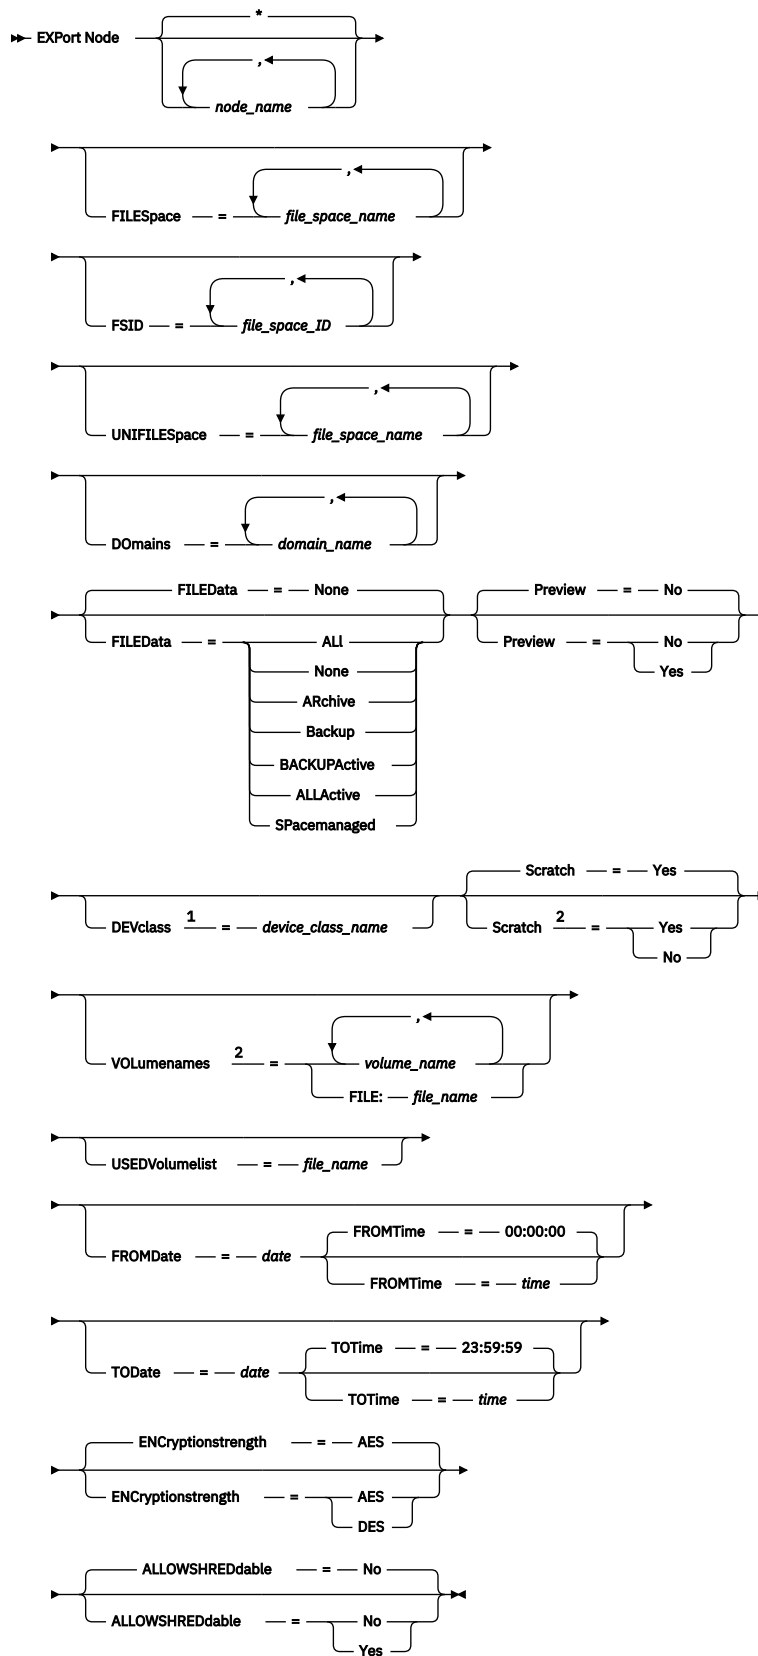 *
EXPort Node
,
node_name
,
FILESpace = file_space_name
,
FSID = file_space_ID
,
UNIFILESpace = file_space_name
,
DOmains = domain_name
FILEData = None Preview = No
FILEData = ALl Preview = No
None Yes
ARchive
Backup
BACKUPActive
ALLActive
SPacemanaged
Scratch = Yes
DEVclass 1 = device_class_name Scratch 2 = Yes
No
,
VOLumenames 2 = volume_name
FILE: file_name
USEDVolumelist = file_name
FROMTime = 00:00:00
FROMDate = date
FROMTime = time
TOTime = 23:59:59
TODate = date
TOTime = time
ENCryptionstrength = AES
ENCryptionstrength = AES
DES
ALLOWSHREDdable = No
ALLOWSHREDdable = No
Yes